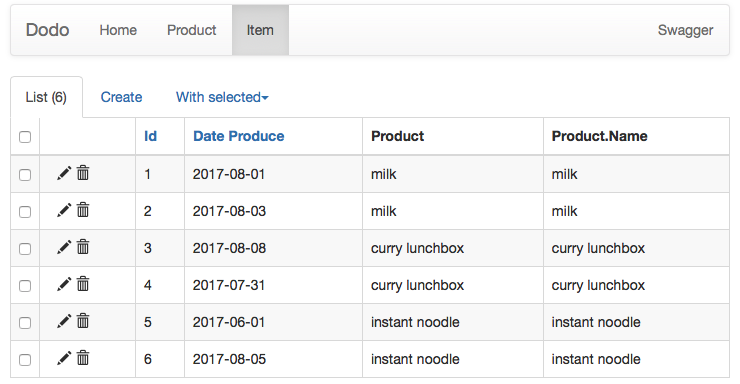 Dodo Home Product Item Swagger
List (6) Create With selected
Id Date Produce Product Product.Name
1 2017-08-01 milk milk
2 2017-08-03 milk milk
3 2017-08-08 curry lunchbox curry lunchbox
4 2017-07-31 curry lunchbox curry lunchbox
5 2017-06-01 instant noodle instant noodle
6 2017-08-05 instant noodle instant noodle